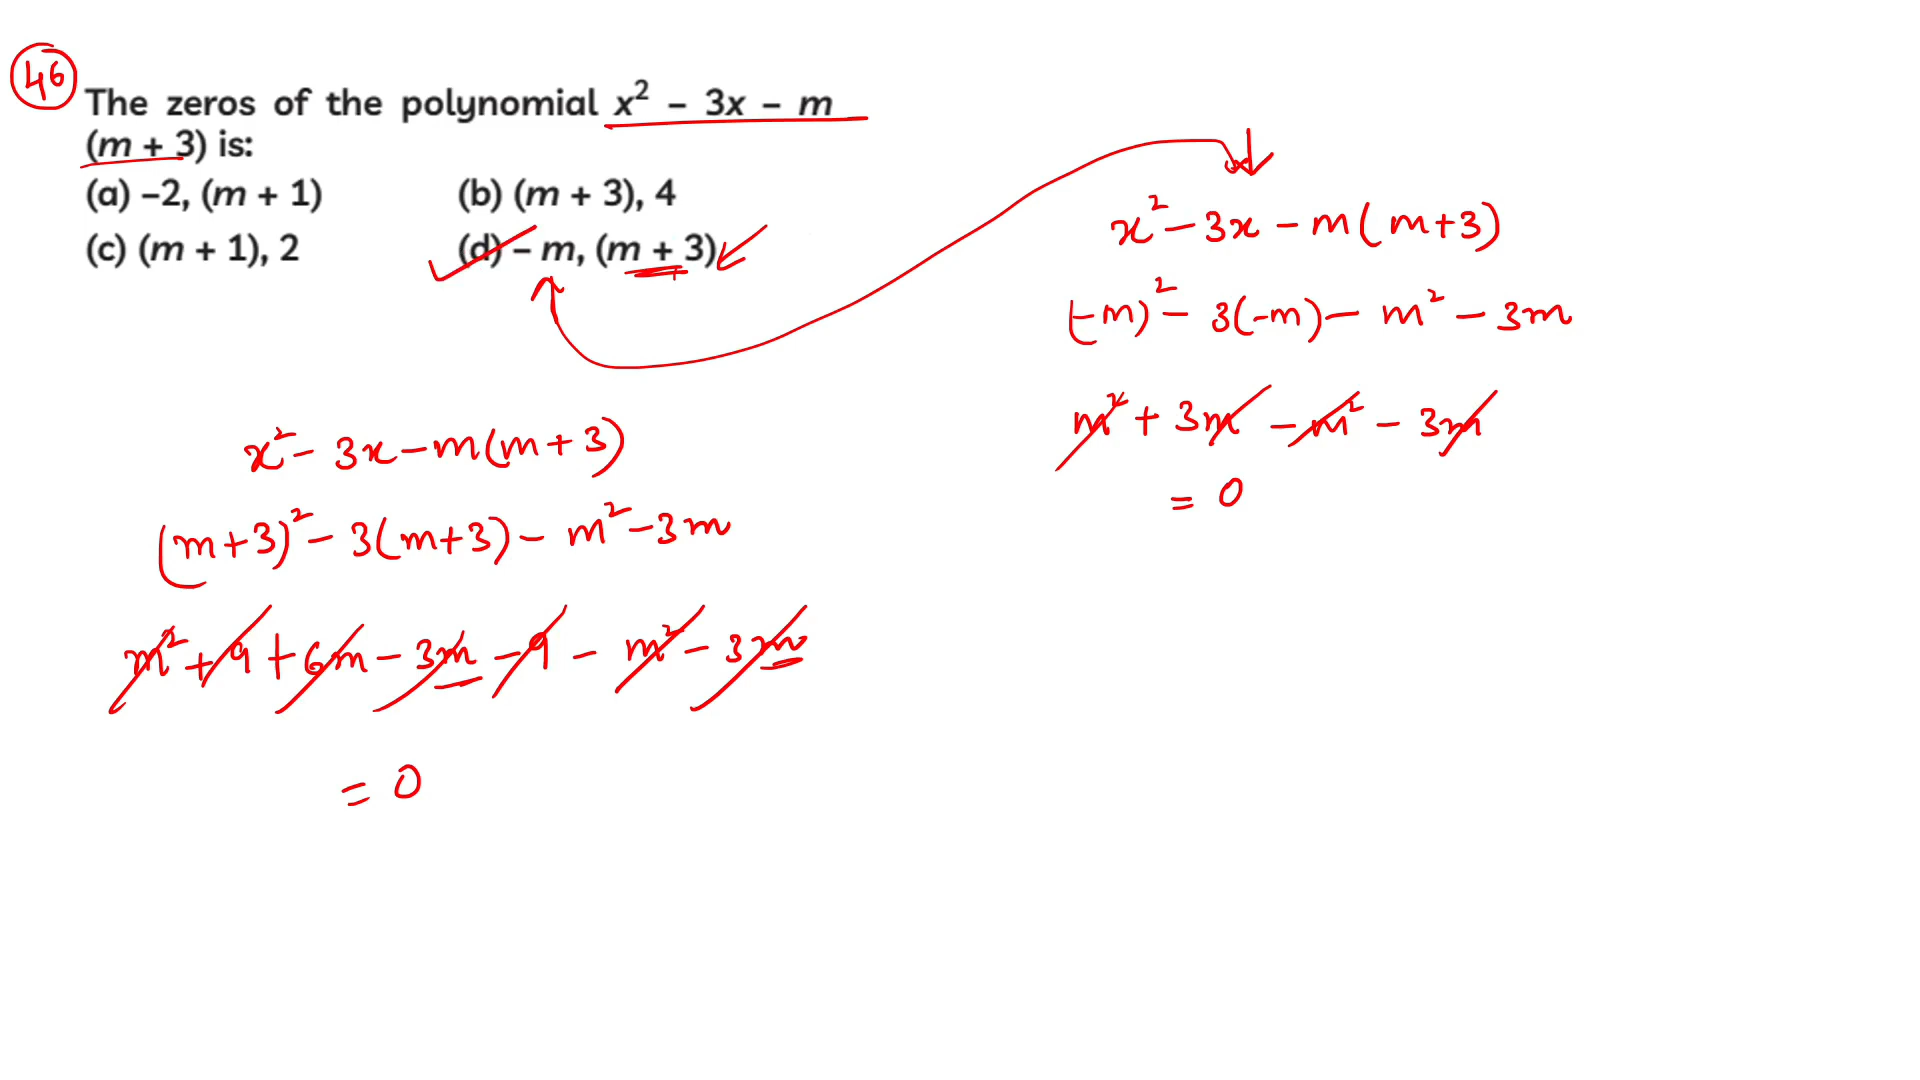 46
The zeros of the polynomial x² – 3x – m
(m + 3) is:
(a) –2, (m + 1) (b) (m + 3), 4
(c) (m + 1), 2 (d) – m, (m + 3)
x² – 3x – m(m+3)
(–m)² – 3(–m) – m² – 3m
m² + 3m – m² – 3m
= 0
x² – 3x – m(m+3)
(m+3)² – 3(m+3) – m² – 3m
m² + 9 + 6m – 3m – 9 – m² – 3m
= 0